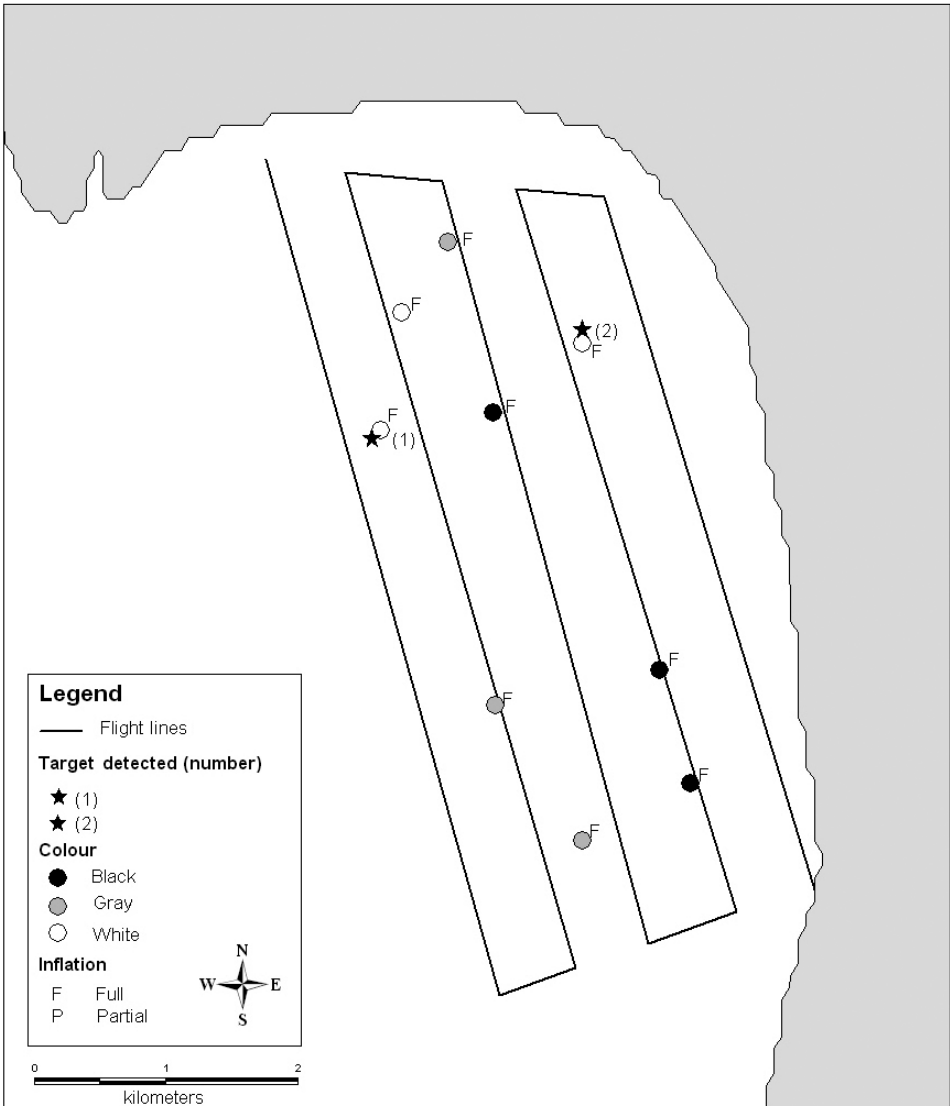 F
F
(2)
F
F
F
(1)
F
F
F
F
Legend
Flight lines
Target detected (number)
(1)
(2)
Colour
Black
Gray
White
Inflation
F Full
P Partial
N
W E
S
0 1 2
kilometers